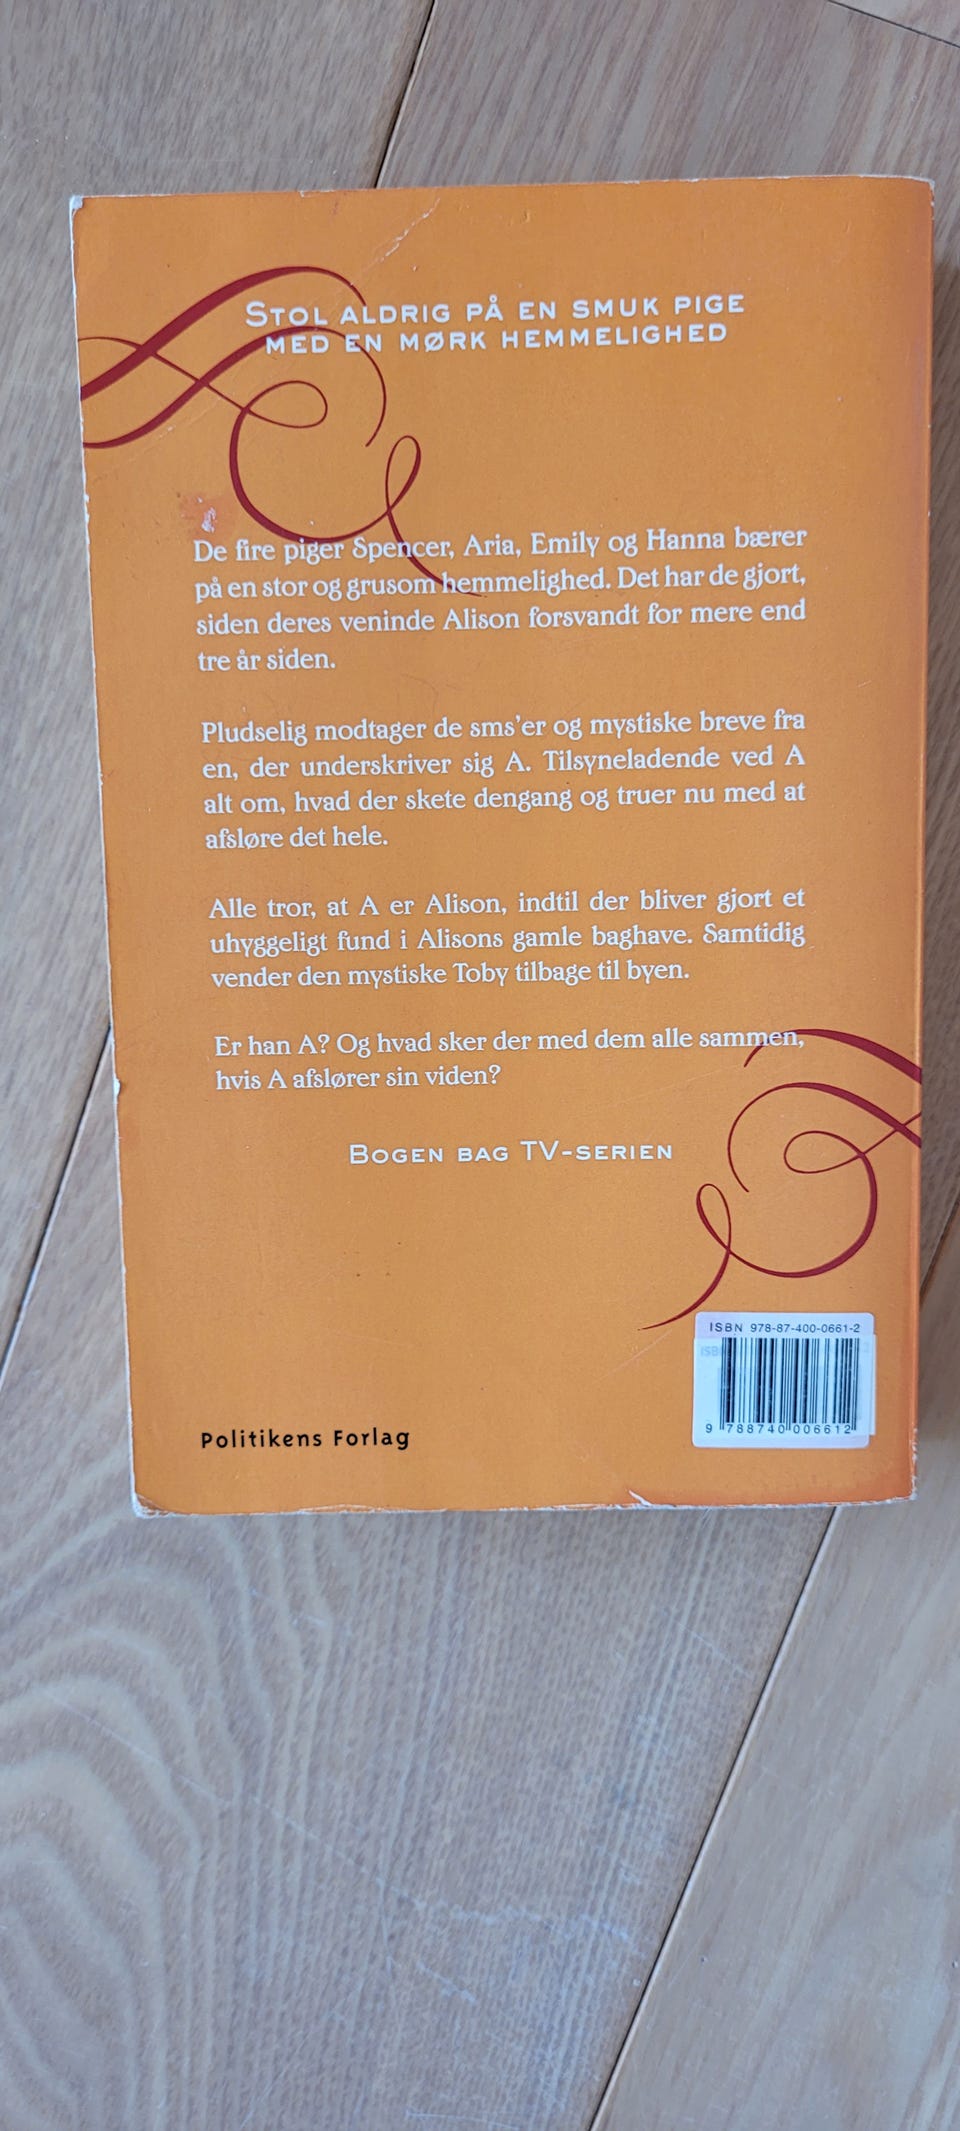 STOL ALDRIG PÅ EN SMUK PIGE
MED EN MØRK HEMMELIGHED
De fire piger Spencer, Aria, Emily og Hanna bærer
på en stor og grusom hemmelighed. Det har de gjort,
siden deres veninde Alison forsvandt for mere end
tre år siden.
Pludselig modtager de sms'er og mystiske breve fra
en, der underskriver sig A. Tilsyneladende ved A
alt om, hvad der skete dengang og truer nu med at
afsløre det hele.
Alle tror, at A er Alison, indtil der bliver gjort et
uhyggeligt fund i Alisons gamle baghave. Samtidig
vender den mystiske Toby tilbage til byen.
Er han A? Og hvad sker der med dem alle sammen,
hvis A afslører sin viden?
BOGEN BAG TV-SERIEN
ISBN 978-87-400-0661-2
9 788740 006612
Politikens Forlag